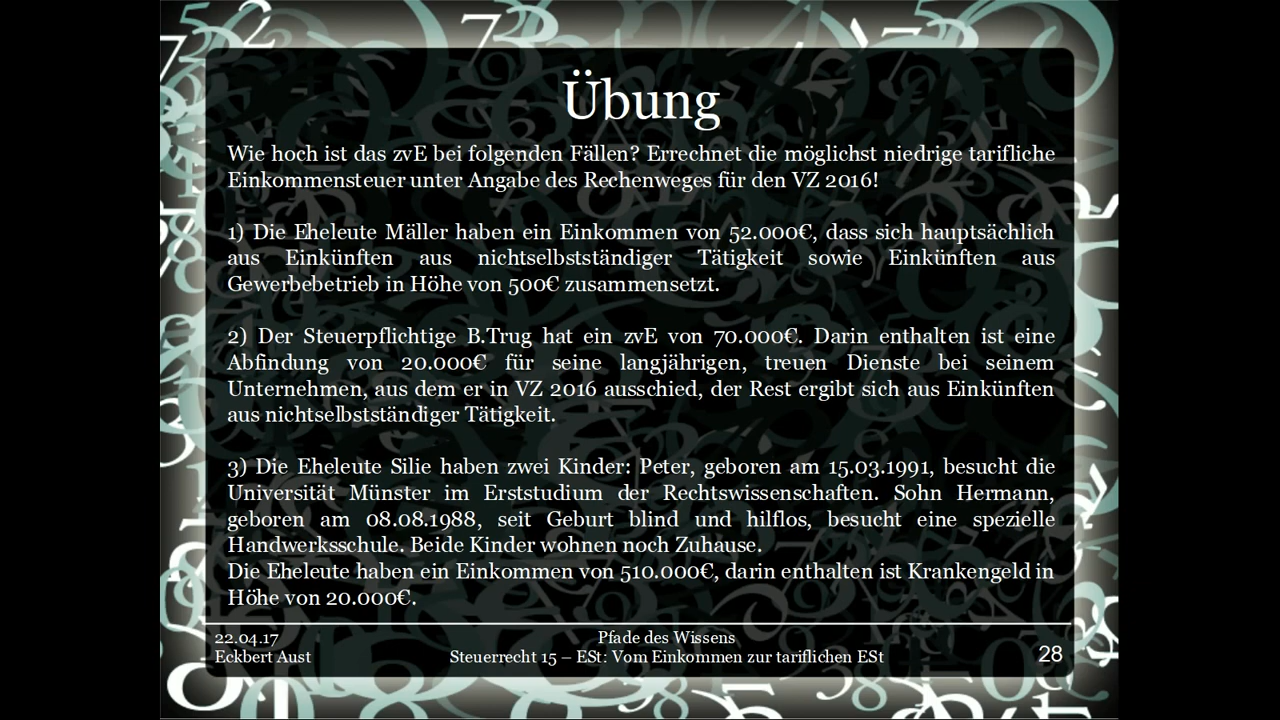 Übung
Wie hoch ist das zvE bei folgenden Fällen? Errechnet die möglichst niedrige tarifliche
Einkommensteuer unter Angabe des Rechenweges für den VZ 2016!
1) Die Eheleute Mäller haben ein Einkommen von 52.000€, dass sich hauptsächlich
aus Einkünften aus nichtselbstständiger Tätigkeit sowie Einkünften aus
Gewerbebetrieb in Höhe von 500€ zusammensetzt.
2) Der Steuerpflichtige B.Trug hat ein zvE von 70.000€. Darin enthalten ist eine
Abfindung von 20.000€ für seine langjährigen, treuen Dienste bei seinem
Unternehmen, aus dem er in VZ 2016 ausschied, der Rest ergibt sich aus Einkünften
aus nichtselbstständiger Tätigkeit.
3) Die Eheleute Silie haben zwei Kinder: Peter, geboren am 15.03.1991, besucht die
Universität Münster im Erststudium der Rechtswissenschaften. Sohn Hermann,
geboren am 08.08.1988, seit Geburt blind und hilflos, besucht eine spezielle
Handwerksschule. Beide Kinder wohnen noch Zuhause.
Die Eheleute haben ein Einkommen von 510.000€, darin enthalten ist Krankengeld in
Höhe von 20.000€.
22.04.17
Eckbert Aust
Pfade des Wissens
Steuerrecht 15 – ESt: Vom Einkommen zur tariflichen ESt
28